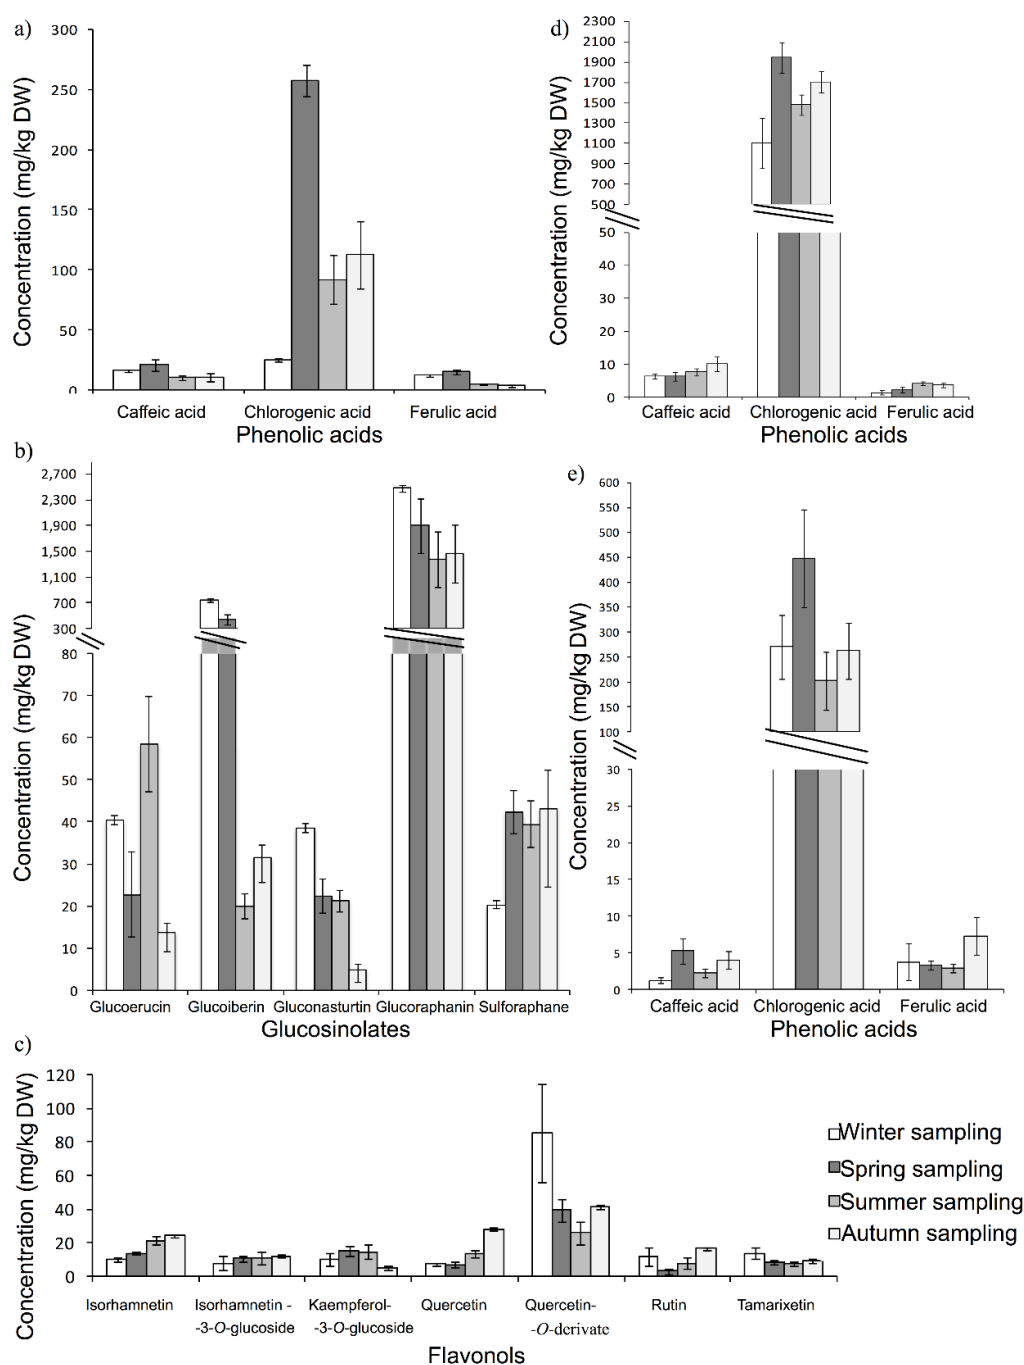 a)
300
250
200
150
100
50
0
Concentration (mg/kg DW)
Caffeic acid Chlorogenic acid Ferulic acid
Phenolic acids
d)
2300
2100
1900
1700
1500
1300
1100
900
700
500
50
40
30
20
10
0
Concentration (mg/kg DW)
Caffeic acid Chlorogenic acid Ferulic acid
Phenolic acids
b)
2,700
2,300
1,900
1,500
1,100
700
300
80
60
50
40
30
20
10
0
Concentration (mg/kg DW)
Glucoerucin Glucoiberin Gluconasturtin Glucoraphanin Sulforaphane
Glucosinolates
e)
600
550
500
450
400
350
300
250
200
150
100
30
25
20
15
10
5
0
Concentration (mg/kg DW)
Caffeic acid Chlorogenic acid Ferulic acid
Phenolic acids
c)
120
100
80
60
40
20
0
Concentration (mg/kg DW)
Isorhamnetin Isorhamnetin - Kaempferol- Quercetin Quercetin- Rutin Tamarixetin
-3-O-glucoside -3-O-glucoside -O-derivate
Flavonols
Winter sampling
Spring sampling
Summer sampling
Autumn sampling